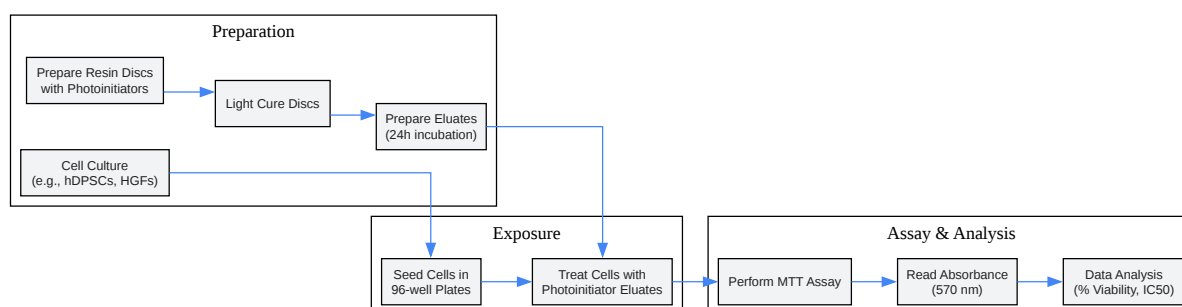 Preparation
Prepare Resin Discs
with Photoinitiators
Light Cure Discs
Prepare Eluates
(24h incubation)
Cell Culture
(e.g., hDPSCs, HGFs)
Exposure
Seed Cells in
96-well Plates
Treat Cells with
Photoinitiator Eluates
Assay & Analysis
Perform MTT Assay
Read Absorbance
(570 nm)
Data Analysis
(% Viability, IC50)